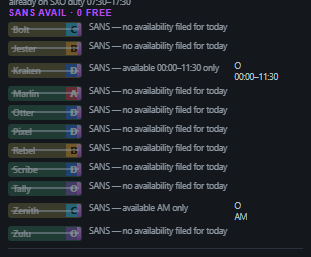 already on SXO duty 07:30–17:30
SANS AVAIL · 0 FREE
Bolt C SANS — no availability filed for today
Jester B SANS — no availability filed for today
Kraken D SANS — available 00:00–11:30 only O
00:00–11:30
Marlin A SANS — no availability filed for today
Otter D SANS — no availability filed for today
Pixel D SANS — no availability filed for today
Rebel B SANS — no availability filed for today
Scribe D SANS — no availability filed for today
Tally O SANS — no availability filed for today
Zenith C SANS — available AM only O
AM
Zulu O SANS — no availability filed for today